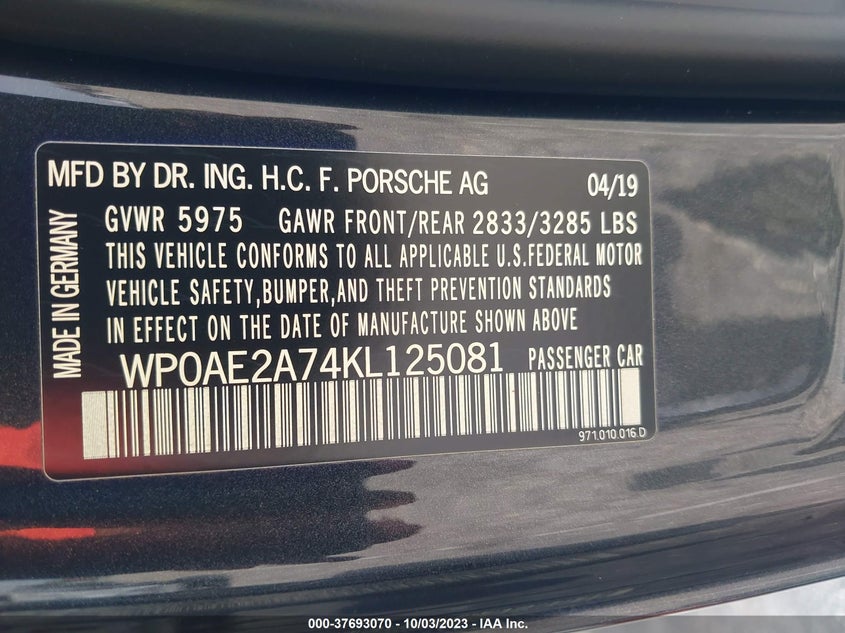 MFD BY DR. ING. H.C. F. PORSCHE AG 04/19
GVWR 5975 GAWR FRONT/REAR 2833/3285 LBS
THIS VEHICLE CONFORMS TO ALL APPLICABLE U.S.FEDERAL MOTOR
VEHICLE SAFETY,BUMPER,AND THEFT PREVENTION STANDARDS
IN EFFECT ON THE DATE OF MANUFACTURE SHOWN ABOVE
MADE IN GERMANY
WP0AE2A74KL125081 PASSENGER CAR
971.010.016 D
000-37693070 - 10/03/2023 - IAA Inc.